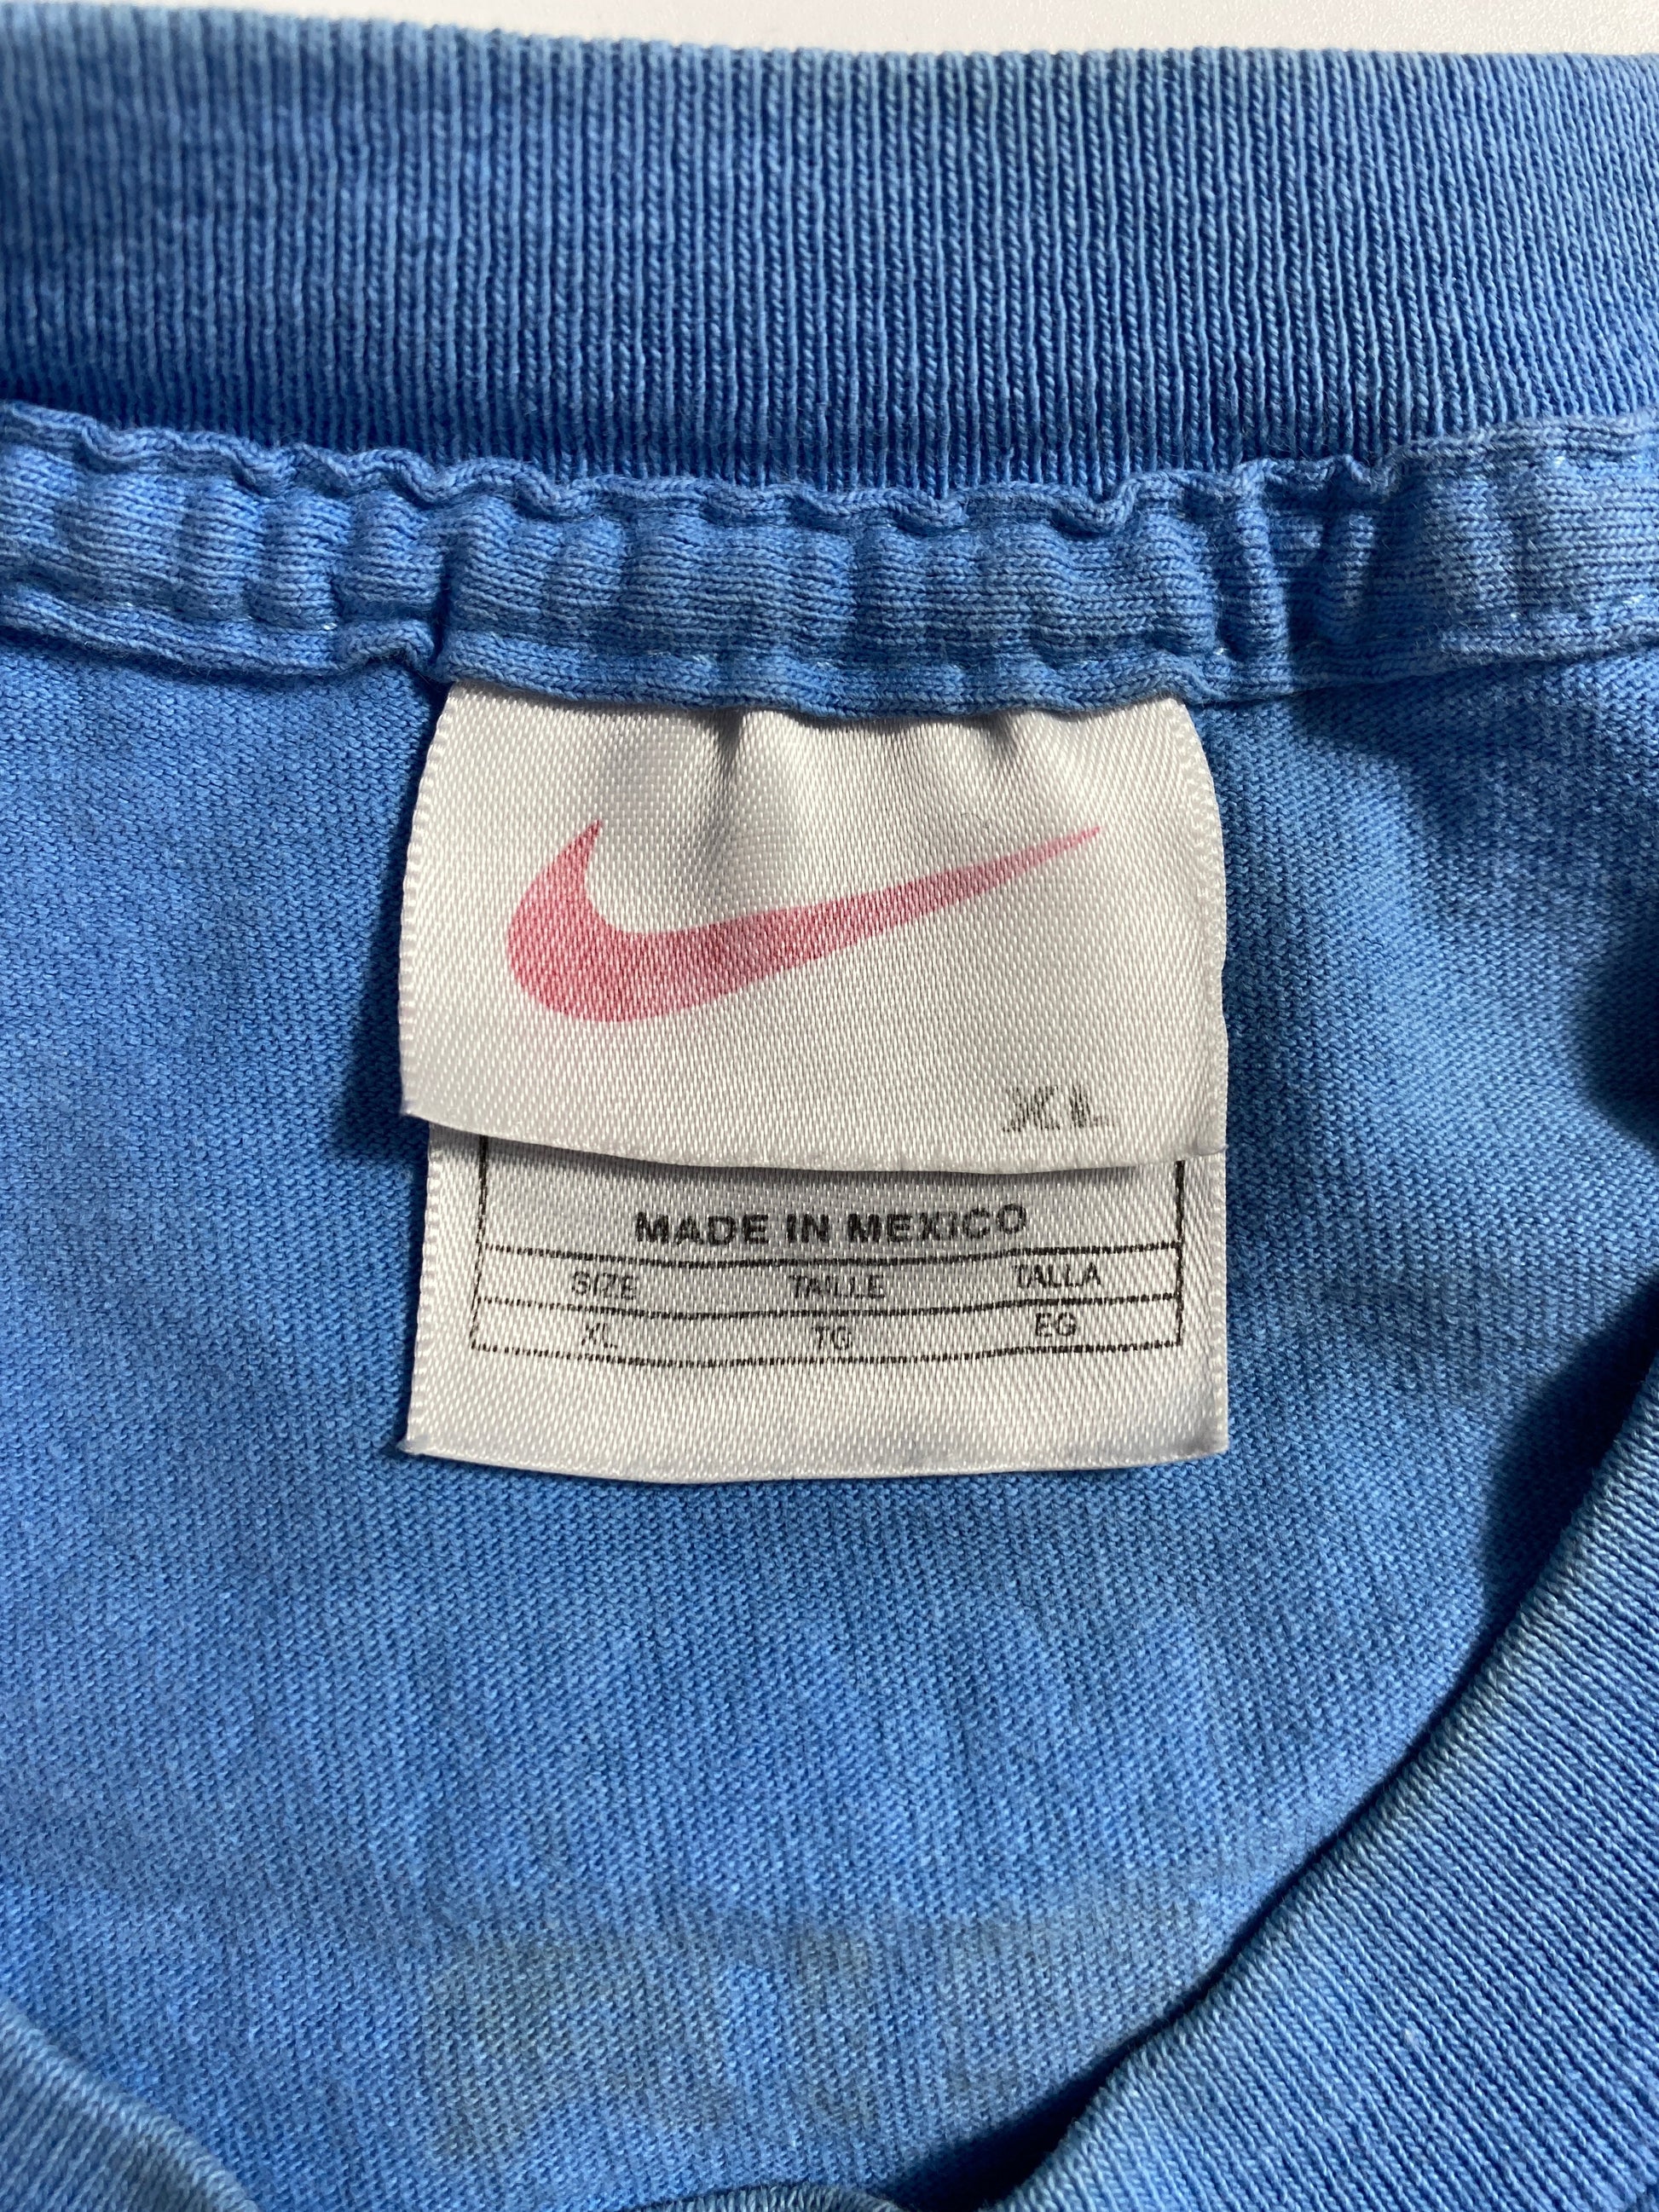 XL
MADE IN MEXICO
SIZE TAILLE TALLA
XL TG EG